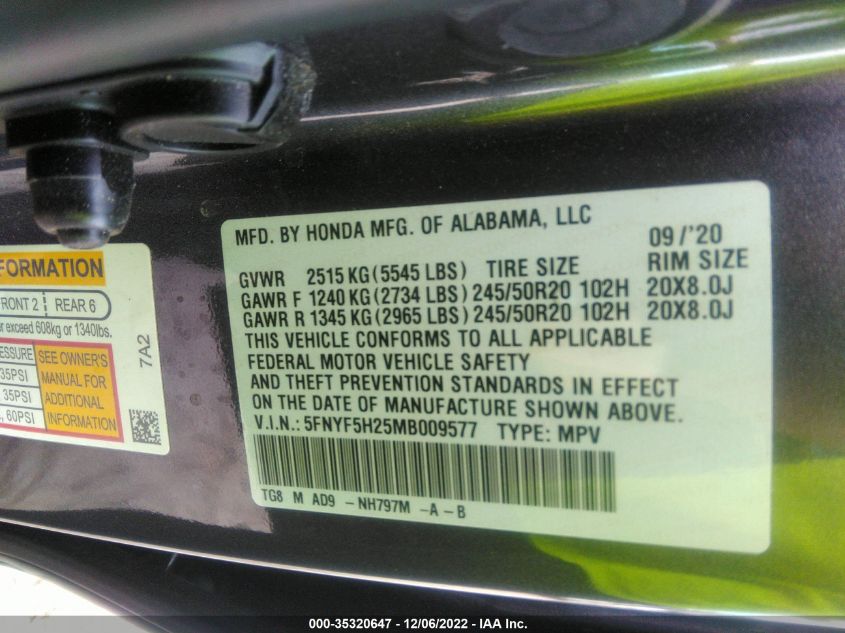 MFD. BY HONDA MFG. OF ALABAMA, LLC 09/'20
GVWR 2515 KG (5545 LBS) TIRE SIZE RIM SIZE
GAWR F 1240 KG (2734 LBS) 245/50R20 102H 20X8.0J
GAWR R 1345 KG (2965 LBS) 245/50R20 102H 20X8.0J
THIS VEHICLE CONFORMS TO ALL APPLICABLE
FEDERAL MOTOR VEHICLE SAFETY
AND THEFT PREVENTION STANDARDS IN EFFECT
ON THE DATE OF MANUFACTURE SHOWN ABOVE.
V.I.N.: 5FNYF5H25MB009577 TYPE: MPV
TG8 M AD9 -NH797M -A-B
FORMATION
FRONT 2 REAR 6
exceed 608kg or 1340lbs.
35PSI
35PSI
60PSI
SEE OWNER'S
MANUAL FOR
ADDITIONAL
INFORMATION
7A2
000-35320647 - 12/06/2022 - IAA Inc.